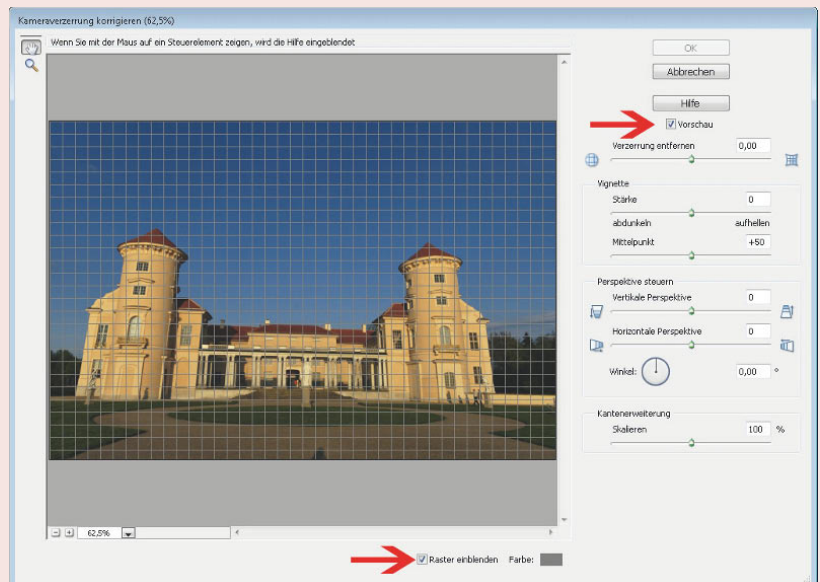 Kameraverzerrung korrigieren (62,5%)
Wenn Sie mit der Maus auf ein Steuerelement zeigen, wird die Hilfe eingeblendet
OK
Abbrechen
Hilfe
Vorschau
Verzerrung entfernen 0,00
Vignette
Stärke 0
abdunkeln aufhellen
Mittelpunkt +50
Perspektive steuern
Vertikale Perspektive 0
Horizontale Perspektive 0
Winkel: 0,00 °
Kantenerweiterung
Skalieren 100 %
62,5%
Raster einblenden Farbe: